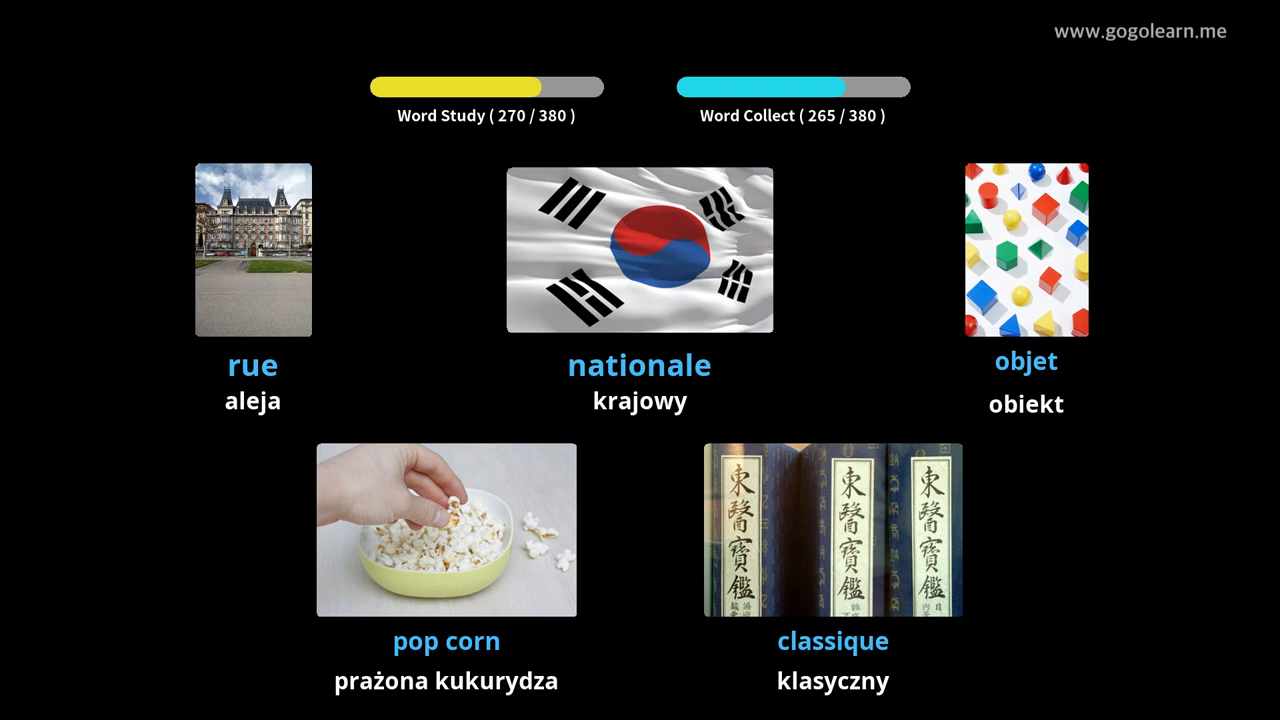 www.gogolearn.me
Word Study ( 270 / 380 )
Word Collect ( 265 / 380 )
rue
aleja
nationale
krajowy
objet
obiekt
東醫寶鑑
東醫寶鑑
東醫寶鑑
pop corn
prażona kukurydza
classique
klasyczny